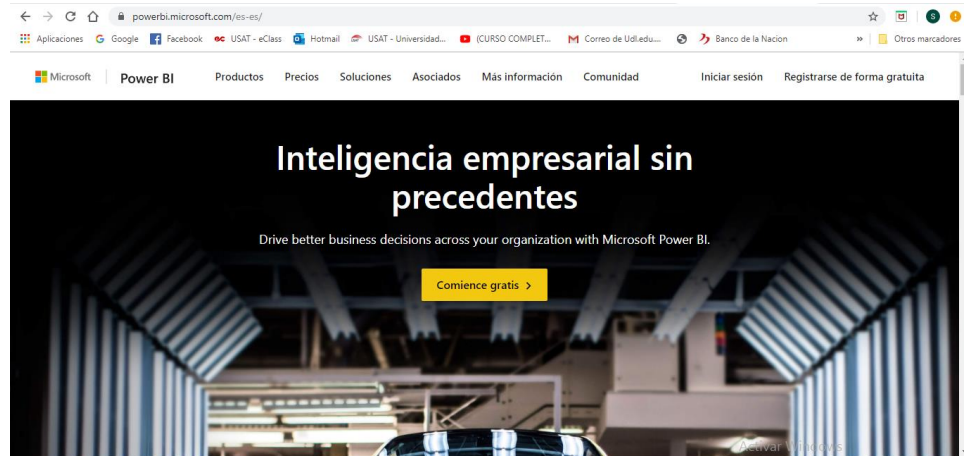 powerbi.microsoft.com/es-es/
S
Aplicaciones Google Facebook USAT - eClass Hotmail USAT - Universidad... (CURSO COMPLET... Correo de Udl.edu.... Banco de la Nacion » Otros marcadores
Microsoft Power BI Productos Precios Soluciones Asociados Más información Comunidad Iniciar sesión Registrarse de forma gratuita
Inteligencia empresarial sin
precedentes
Drive better business decisions across your organization with Microsoft Power BI.
Comience gratis >
Activar Windows